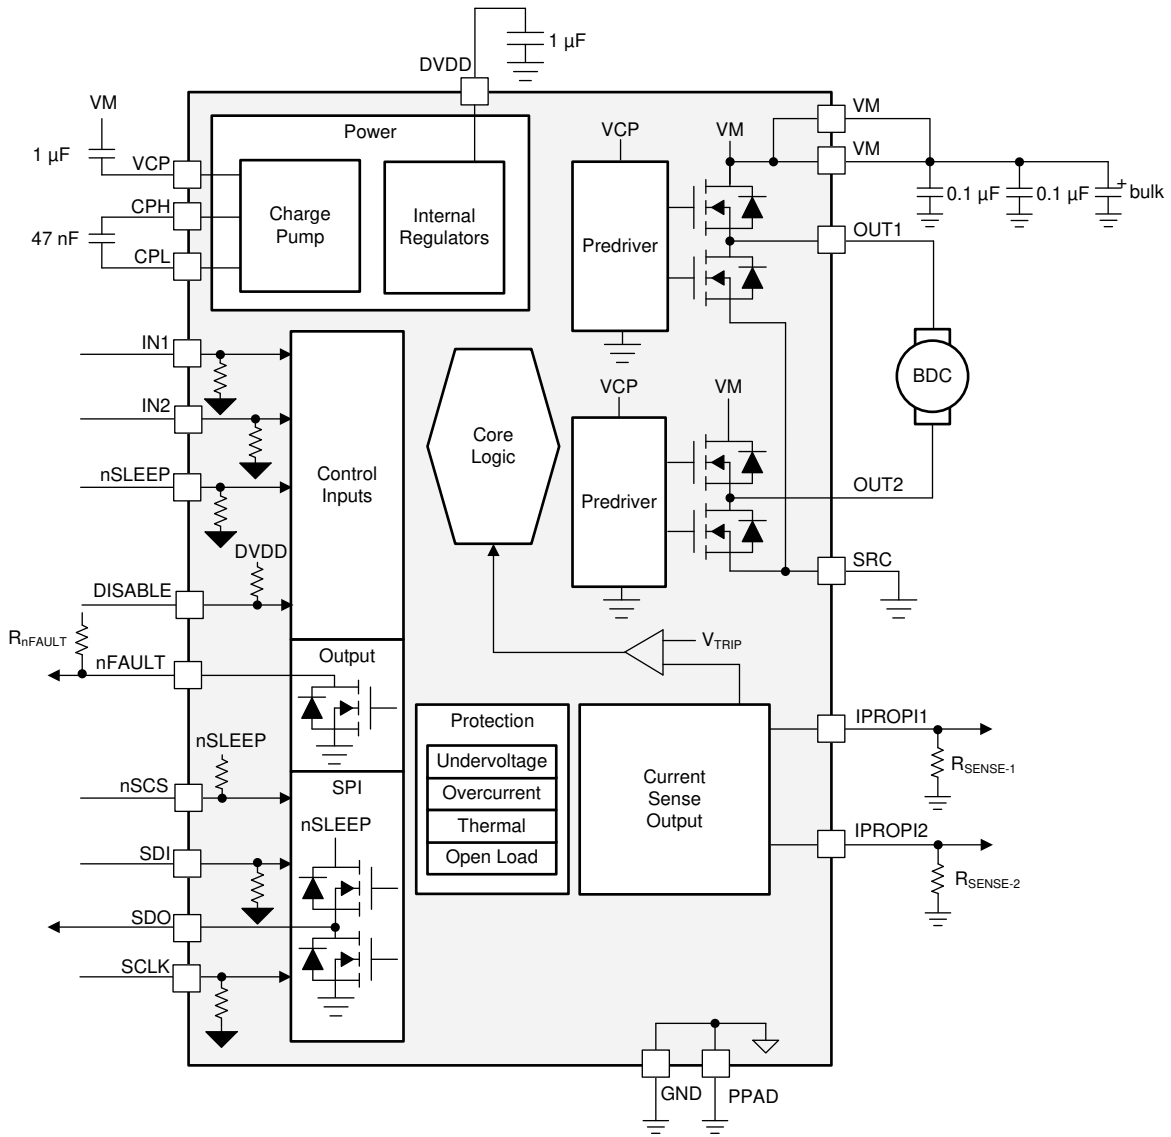 1 µF
DVDD
VM
1 µF
VCP
CPH
47 nF
CPL
Power
Charge
Pump
Internal
Regulators
VCP
Predriver
VM
VM
VM
0.1 µF
0.1 µF
+
bulk
OUT1
BDC
IN1
IN2
nSLEEP
DVDD
DISABLE
RnFAULT
nFAULT
Control
Inputs
Core
Logic
VCP
Predriver
VM
OUT2
SRC
Output
VTRIP
nSLEEP
nSCS
SDI
SDO
SCLK
SPI
nSLEEP
Protection
Undervoltage
Overcurrent
Thermal
Open Load
Current
Sense
Output
IPROPI1
RSENSE-1
IPROPI2
RSENSE-2
GND
PPAD